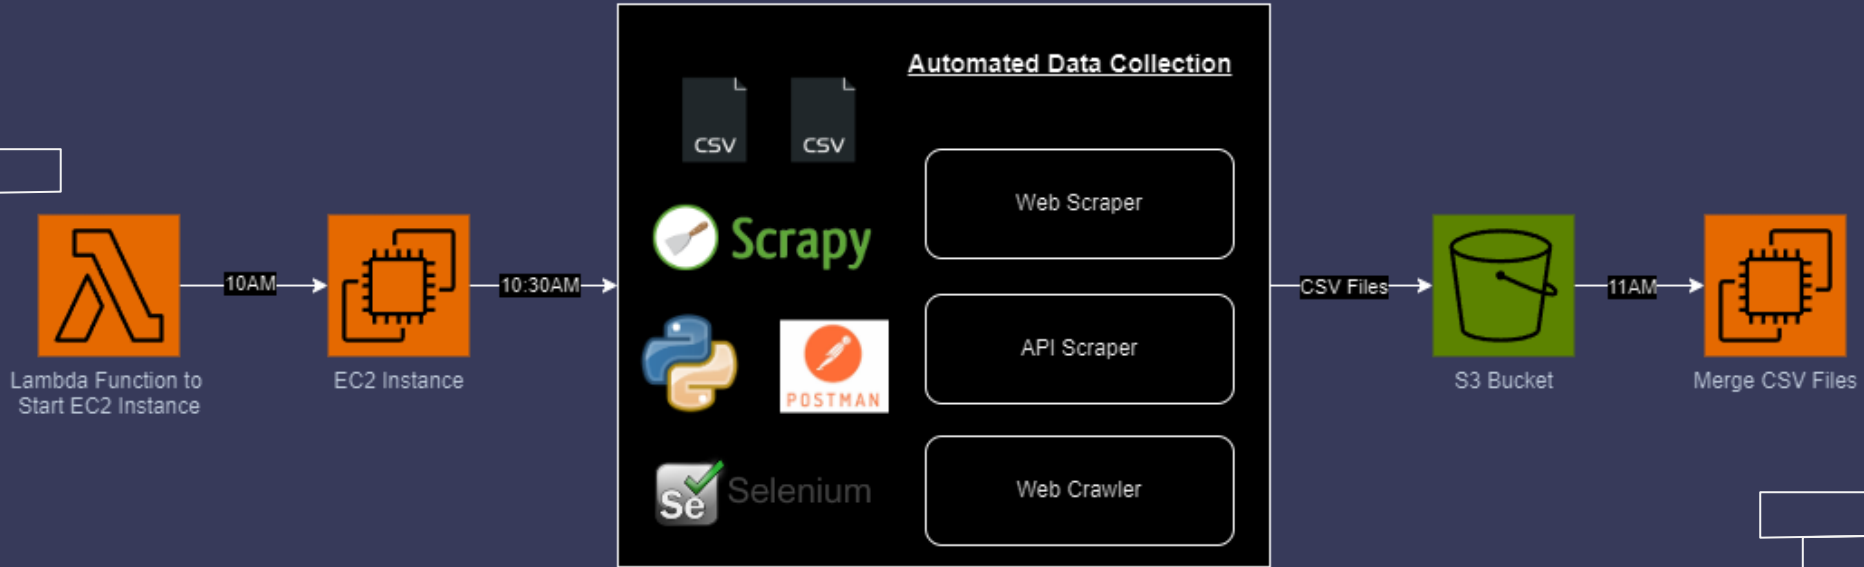 Automated Data Collection
CSV
CSV
Web Scraper
Scrapy
10AM
10:30AM
CSV Files
11AM
API Scraper
POSTMAN
Lambda Function to
Start EC2 Instance
EC2 Instance
S3 Bucket
Merge CSV Files
Se
Selenium
Web Crawler